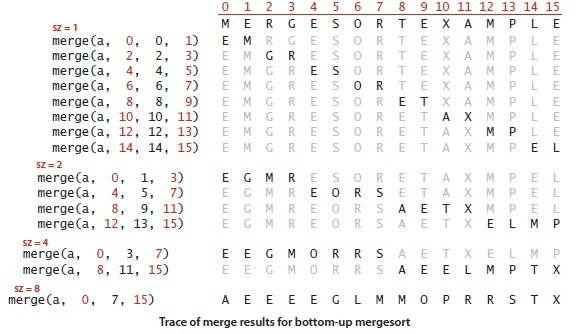 0 1 2 3 4 5 6 7 8 9 10 11 12 13 14 15
M E R G E S O R T E X A M P L E
sz = 1
merge(a, 0, 0, 1) E M R G E S O R T E X A M P L E
merge(a, 2, 2, 3) E M G R E S O R T E X A M P L E
merge(a, 4, 4, 5) E M G R E S O R T E X A M P L E
merge(a, 6, 6, 7) E M G R E S O R T E X A M P L E
merge(a, 8, 8, 9) E M G R E S O R E T X A M P L E
merge(a, 10, 10, 11) E M G R E S O R E T A X M P L E
merge(a, 12, 12, 13) E M G R E S O R E T A X M P L E
merge(a, 14, 14, 15) E M G R E S O R E T A X M P E L
sz = 2
merge(a, 0, 1, 3) E G M R E S O R E T A X M P E L
merge(a, 4, 5, 7) E G M R E O R S E T A X M P E L
merge(a, 8, 9, 11) E G M R E O R S A E T X M P E L
merge(a, 12, 13, 15) E G M R E O R S A E T X E L M P
sz = 4
merge(a, 0, 3, 7) E E G M O R R S A E T X E L M P
merge(a, 8, 11, 15) E E G M O R R S A E E L M P T X
sz = 8
merge(a, 0, 7, 15) A E E E E G L M M O P R R S T X
Trace of merge results for bottom-up mergesort